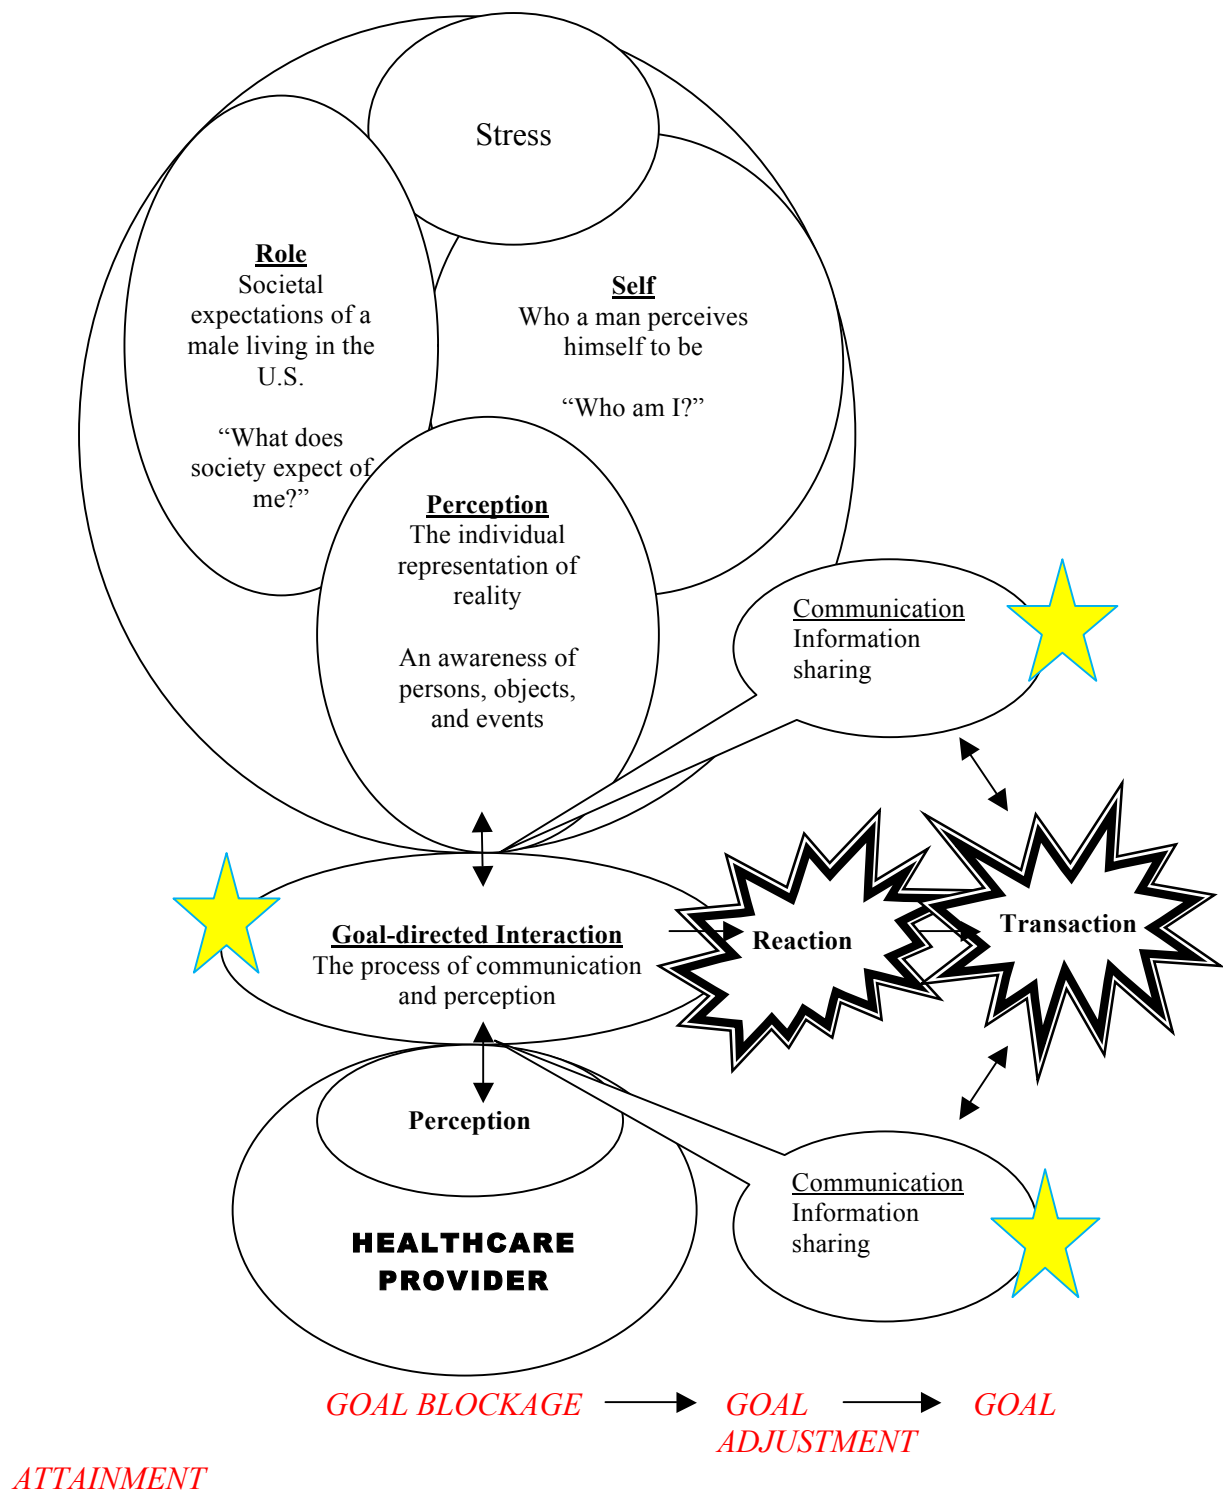 Stress
Role
Societal
expectations of a
male living in the
U.S.
“What does
society expect of
me?”
Self
Who a man perceives
himself to be
“Who am I?”
Perception
The individual
representation of
reality
An awareness of
persons, objects,
and events
Communication
Information
sharing
Goal-directed Interaction
The process of communication
and perception
Reaction
Transaction
Perception
HEALTHCARE
PROVIDER
Communication
Information
sharing
GOAL BLOCKAGE GOAL GOAL
ADJUSTMENT
ATTAINMENT